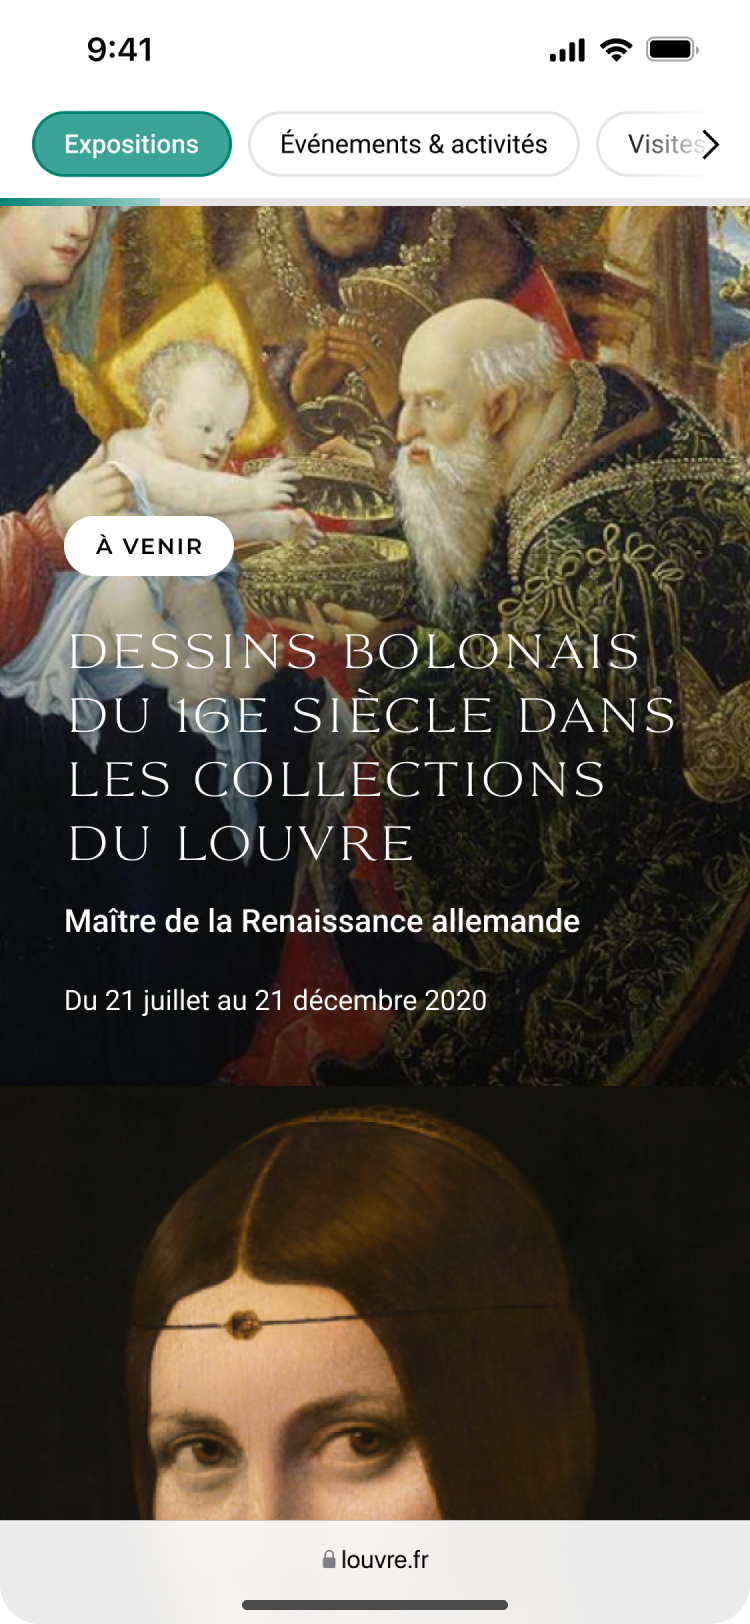 9:41
Expositions
Événements & activités
Visites
À VENIR
DESSINS BOLONAIS
DU 16E SIÈCLE DANS
LES COLLECTIONS
DU LOUVRE
Maître de la Renaissance allemande
Du 21 juillet au 21 décembre 2020
louvre.fr